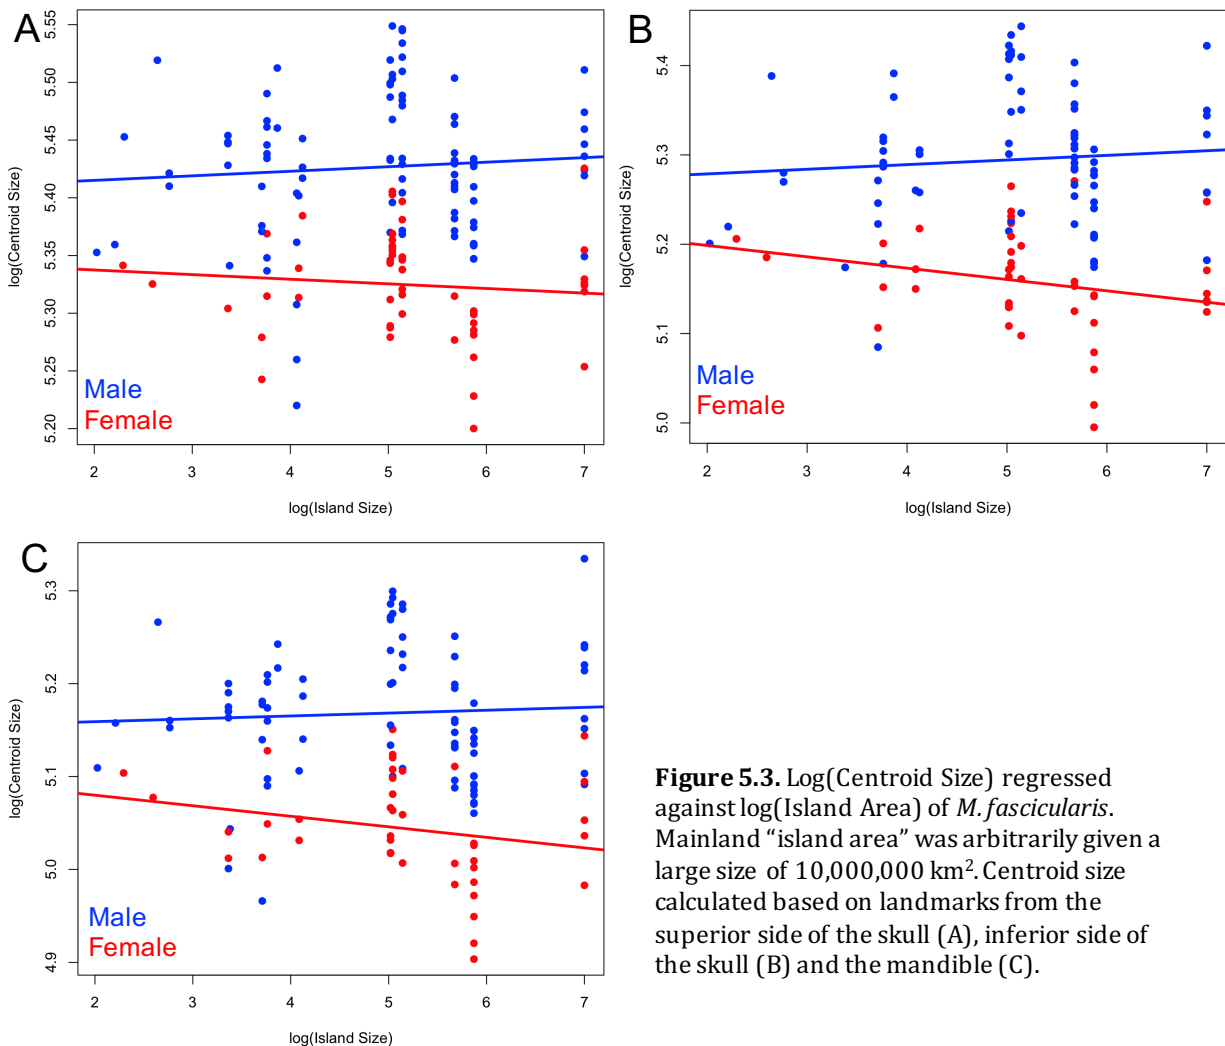 A
log(Centroid Size)
5.55
5.50
5.45
5.40
5.35
5.30
5.25
5.20
Male
Female
2 3 4 5 6 7
log(Island Size)
B
log(Centroid Size)
5.4
5.3
5.2
5.1
5.0
Male
Female
2 3 4 5 6 7
log(Island Size)
C
log(Centroid Size)
5.3
5.2
5.1
5.0
4.9
Male
Female
2 3 4 5 6 7
log(Island Size)
Figure 5.3. Log(Centroid Size) regressed
against log(Island Area) of M. fascicularis.
Mainland “island area” was arbitrarily given a
large size of 10,000,000 km². Centroid size
calculated based on landmarks from the
superior side of the skull (A), inferior side of
the skull (B) and the mandible (C).